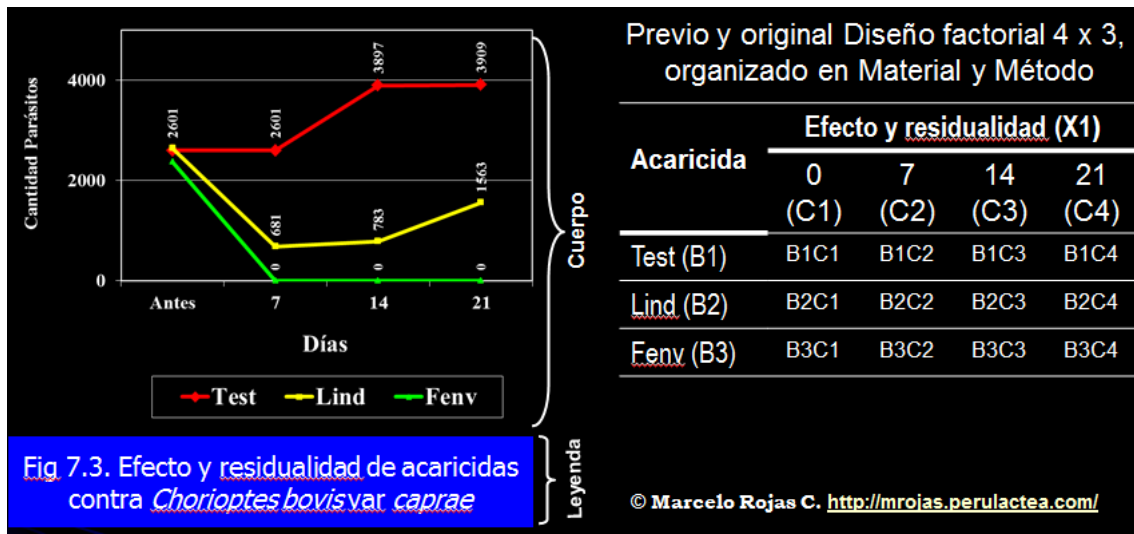 Cantidad Parásitos
4000
2000
0
2601
2601
3897
3909
681
783
1563
0
0
0
Antes 7 14 21
Días
Test Lind Fenv
Cuerpo
Fig 7.3. Efecto y residualidad de acaricidas
contra Chorioptes bovis var caprae
Leyenda
Previo y original Diseño factorial 4 x 3,
organizado en Material y Método
Acaricida
Efecto y residualidad (X1)
0 7 14 21
(C1) (C2) (C3) (C4)
Test (B1) B1C1 B1C2 B1C3 B1C4
Lind (B2) B2C1 B2C2 B2C3 B2C4
Fenv (B3) B3C1 B3C2 B3C3 B3C4
© Marcelo Rojas C. http://mrojas.perulactea.com/